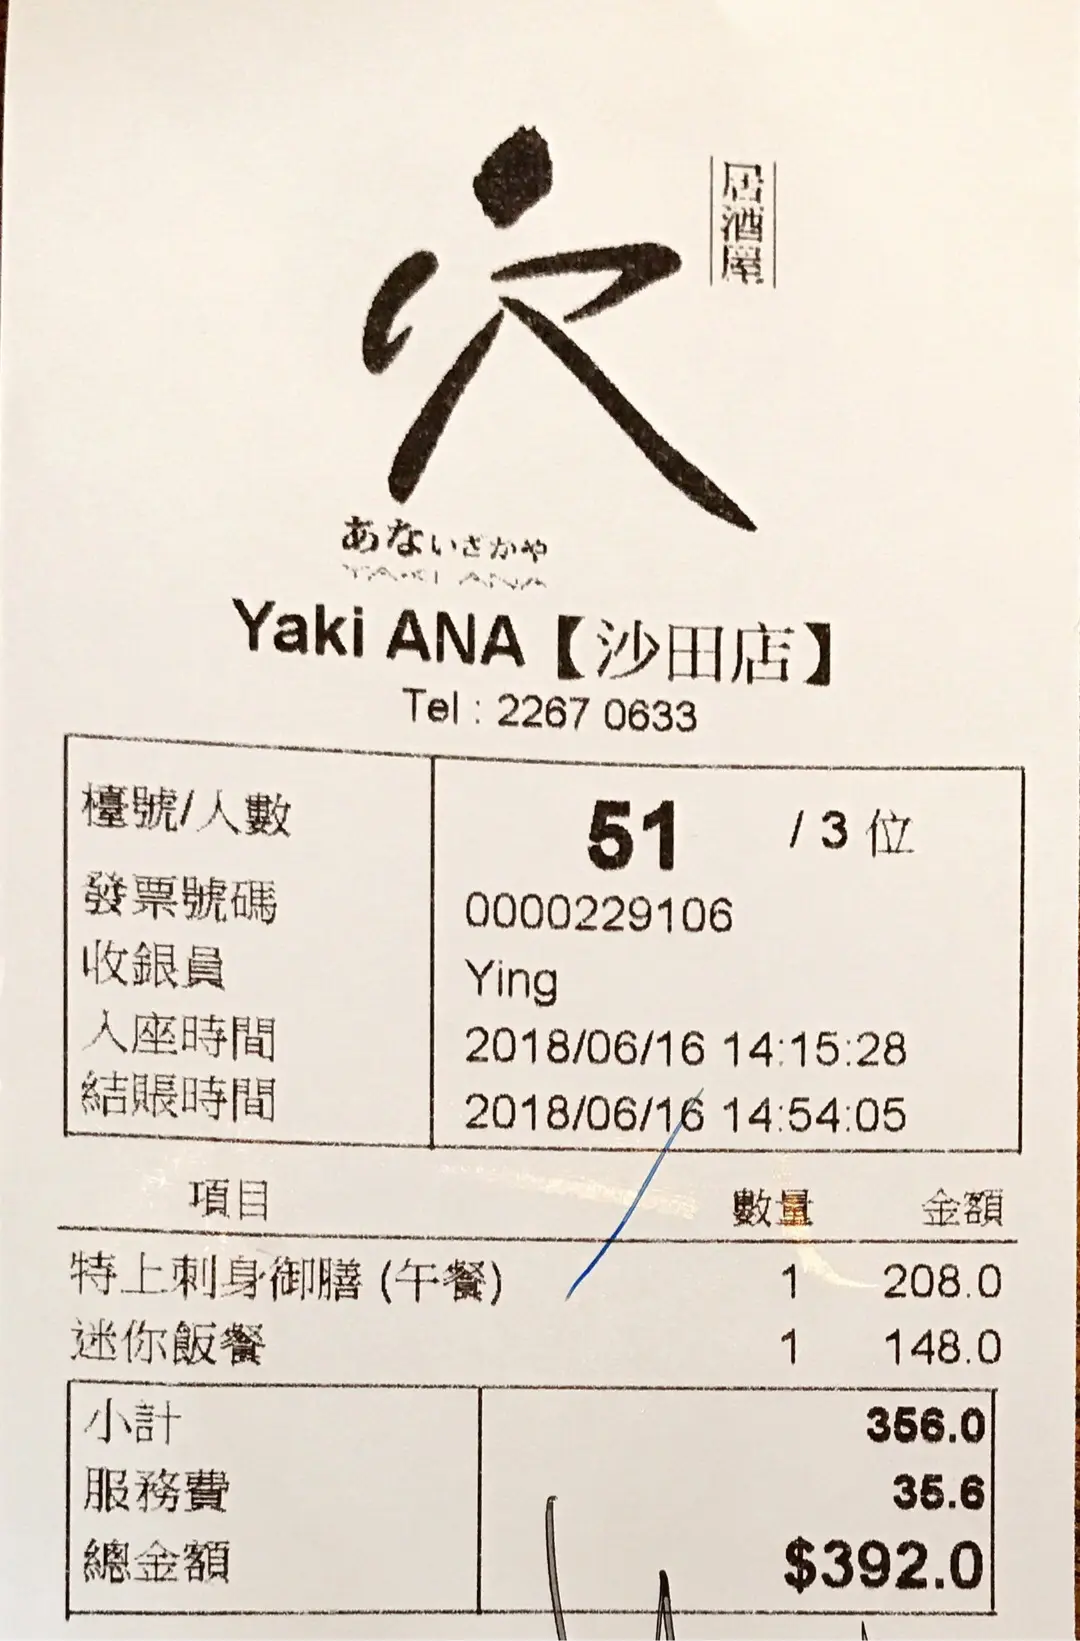 穴
居酒屋
あないざかや
YAKI ANA
Yaki ANA【沙田店】
Tel : 2267 0633
檯號/人數 51 / 3 位
發票號碼 0000229106
收銀員 Ying
入座時間 2018/06/16 14:15:28
結賬時間 2018/06/16 14:54:05
項目 數量 金額
特上刺身御膳 (午餐) 1 208.0
迷你飯餐 1 148.0
小計 356.0
服務費 35.6
總金額 $392.0